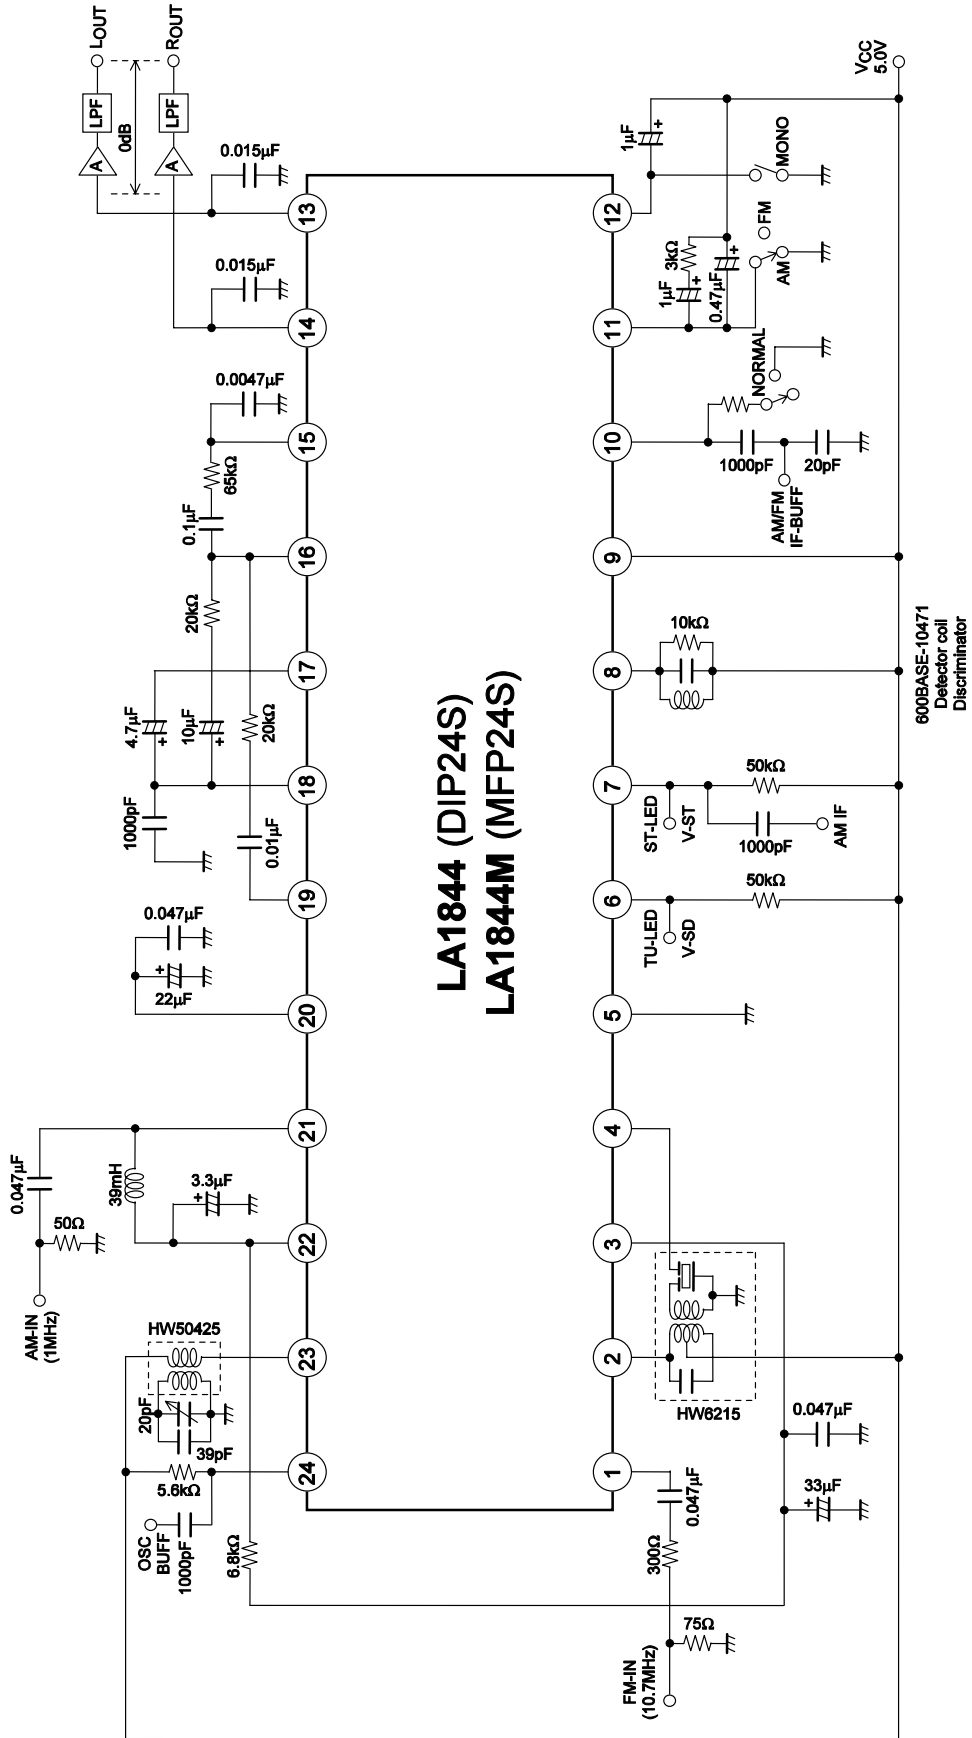 LOUT
ROUT
LPF
LPF
0dB
A
A
0.015µF
0.015µF
0.0047µF
65kΩ
0.1µF
20kΩ
4.7µF
+
10µF
+
20kΩ
1000pF
0.01µF
0.047µF
+
22µF
0.047µF
50Ω
AM-IN
(1MHz)
39mH
3.3µF
+
HW50425
20pF
39pF
5.6kΩ
OSC
BUFF
1000pF
6.8kΩ
13
14
15
16
17
18
19
20
21
22
23
24
LA1844 (DIP24S)
LA1844M (MFP24S)
12
11
10
9
8
7
6
5
4
3
2
1
VCC
5.0V
1µF
+
MONO
FM
AM
3kΩ
1µF
+
0.47µF
+
NORMAL
1000pF
20pF
AM/FM
IF-BUFF
10kΩ
600BASE-10471
Detector coil
Discriminator
ST-LED
V-ST
50kΩ
1000pF
AM IF
TU-LED
V-SD
50kΩ
HW6215
0.047µF
33µF
+
0.047µF
300Ω
75Ω
FM-IN
(10.7MHz)